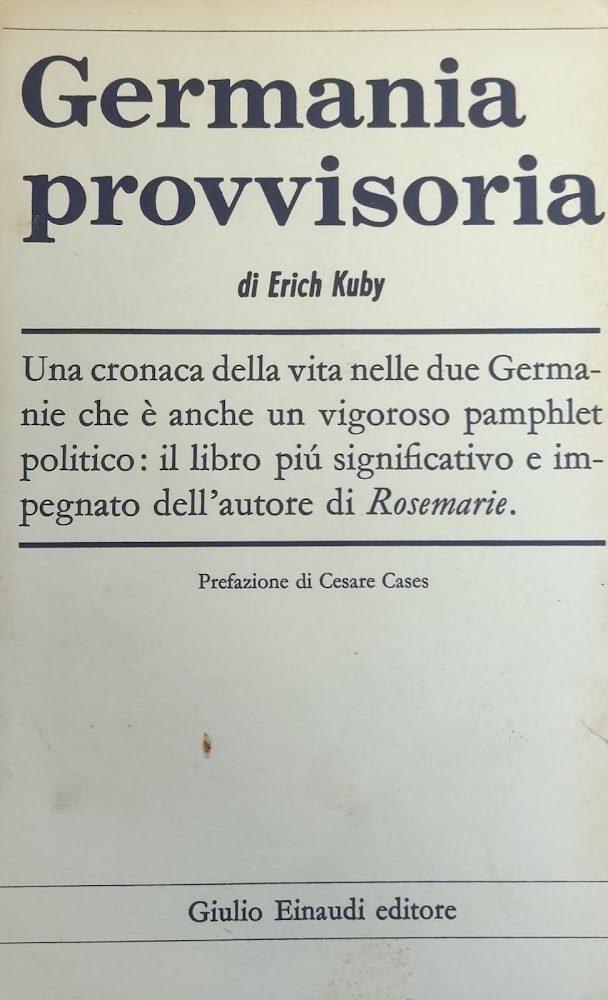 Germania
provvisoria
di Erich Kuby
Una cronaca della vita nelle due Germa-
nie che è anche un vigoroso pamphlet
politico: il libro piú significativo e im-
pegnato dell'autore di Rosemarie.
Prefazione di Cesare Cases
Giulio Einaudi editore